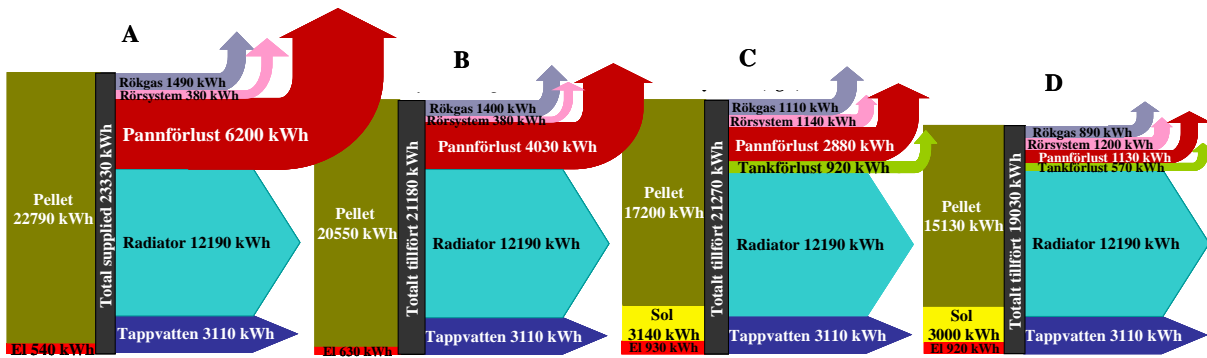 A
Rökgas 1490 kWh
Rörsystem 380 kWh
Pannförlust 6200 kWh
Pellet
22790 kWh
Total supplied 23330 kWh
Radiator 12190 kWh
Tappvatten 3110 kWh
El 540 kWh
B
Rökgas 1400 kWh
Rörsystem 380 kWh
Pannförlust 4030 kWh
Pellet
20550 kWh
Totalt tillfört 21180 kWh
Radiator 12190 kWh
Tappvatten 3110 kWh
El 630 kWh
C
Rökgas 1110 kWh
Rörsystem 1140 kWh
Pannförlust 2880 kWh
Tankförlust 920 kWh
Pellet
17200 kWh
Totalt tillfört 21270 kWh
Radiator 12190 kWh
Sol
3140 kWh
Tappvatten 3110 kWh
El 930 kWh
D
Rökgas 890 kWh
Rörsystem 1200 kWh
Pannförlust 1130 kWh
Tankförlust 570 kWh
Pellet
15130 kWh
Totalt tillfört 19030 kWh
Radiator 12190 kWh
Sol
3000 kWh
Tappvatten 3110 kWh
El 920 kWh